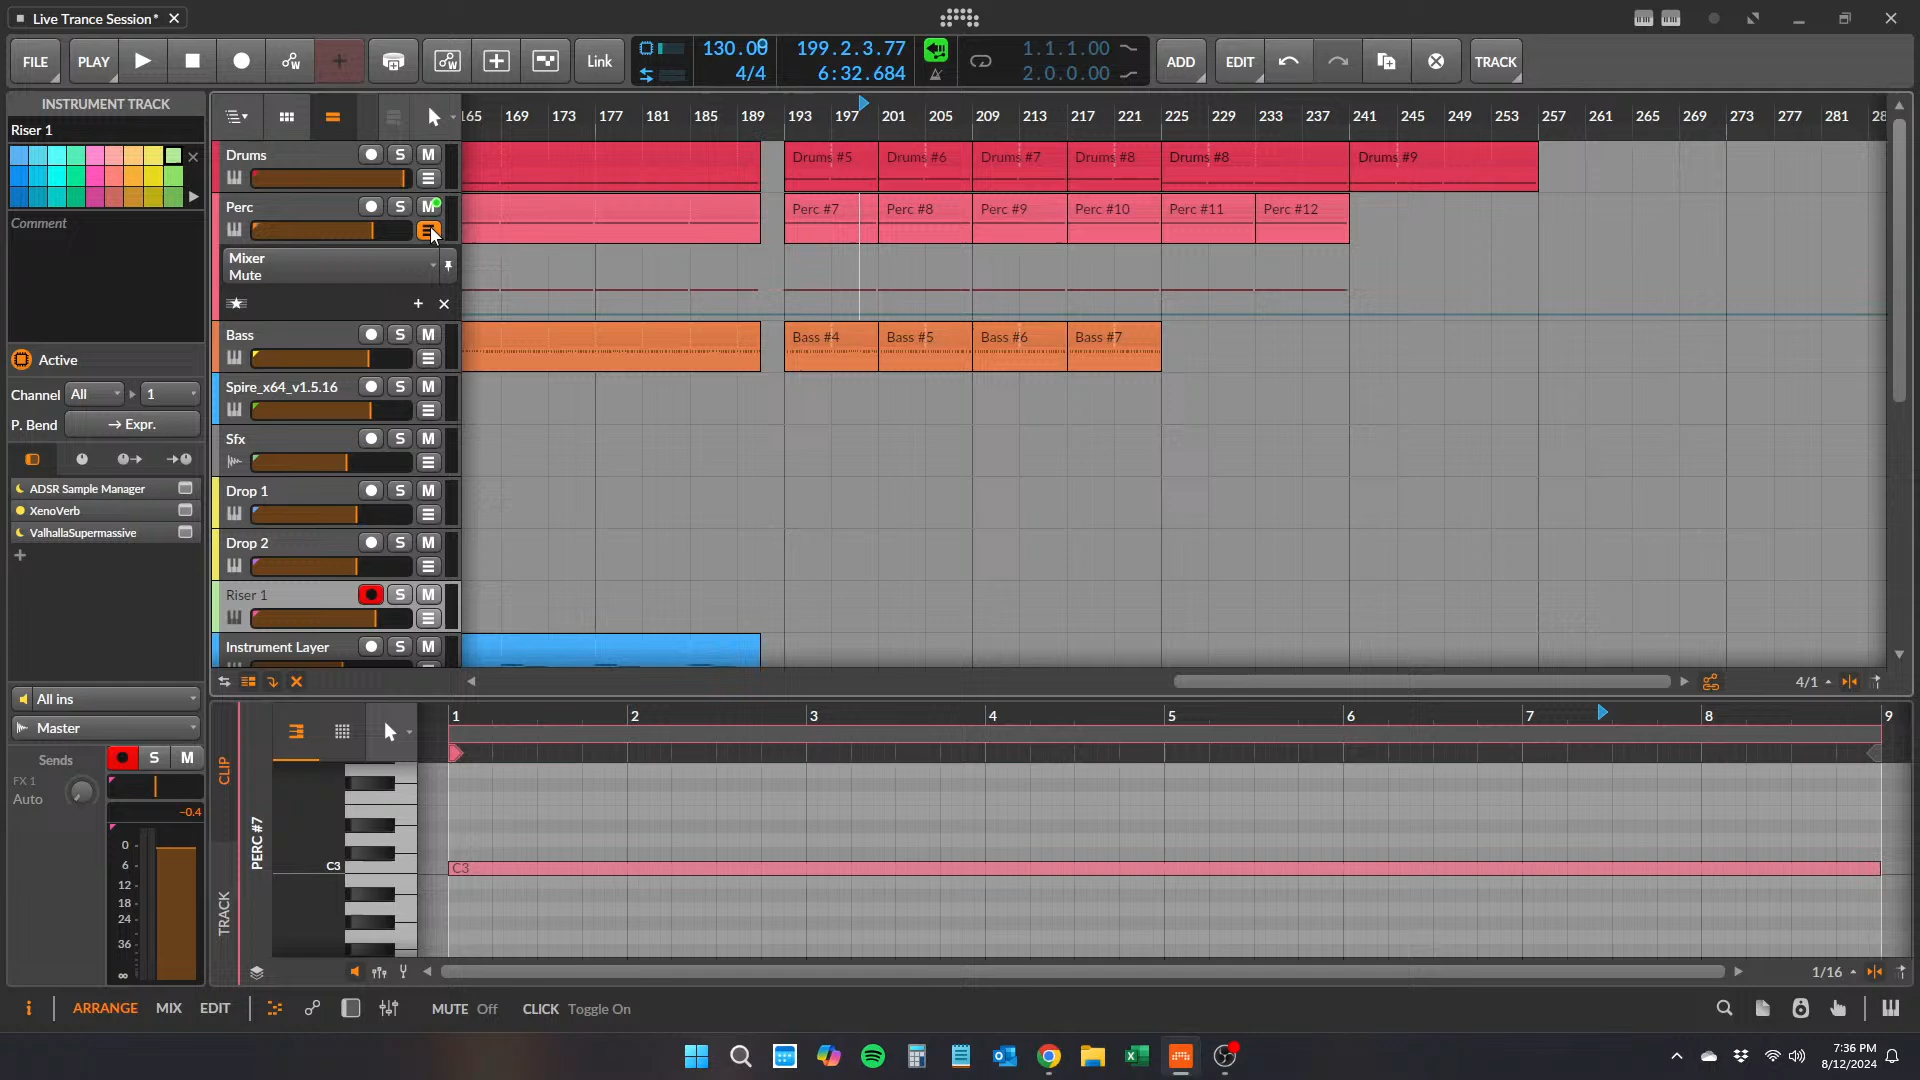 Live Trance Session*
FILE
PLAY
Link
130.00
4/4
199.2.3.77
6:32.684
1.1.1.00
2.0.0.00
ADD
EDIT
TRACK
INSTRUMENT TRACK
Riser 1
Comment
Active
Channel All 1
P. Bend → Expr.
ADSR Sample Manager
XenoVerb
ValhallaSupermassive
All ins
Master
Sends
FX 1
Auto
S M
-0.4
0
6
12
18
24
36
∞
165 169 173 177 181 185 189 193 197 201 205 209 213 217 221 225 229 233 237 241 245 249 253 257 261 265 269 273 277 281
Drums S M
Drums #5 Drums #6 Drums #7 Drums #8 Drums #8 Drums #9
Perc S M
Perc #7 Perc #8 Perc #9 Perc #10 Perc #11 Perc #12
Mixer
Mute
Bass S M
Bass #4 Bass #5 Bass #6 Bass #7
Spire_x64_v1.5.16 S M
Sfx S M
Drop 1 S M
Drop 2 S M
Riser 1 S M
Instrument Layer S M
4/1
CLIP
TRACK
PERC #7
1 2 3 4 5 6 7 8 9
C3
C3
1/16
ARRANGE MIX EDIT
MUTE Off
CLICK Toggle On
7:36 PM
8/12/2024